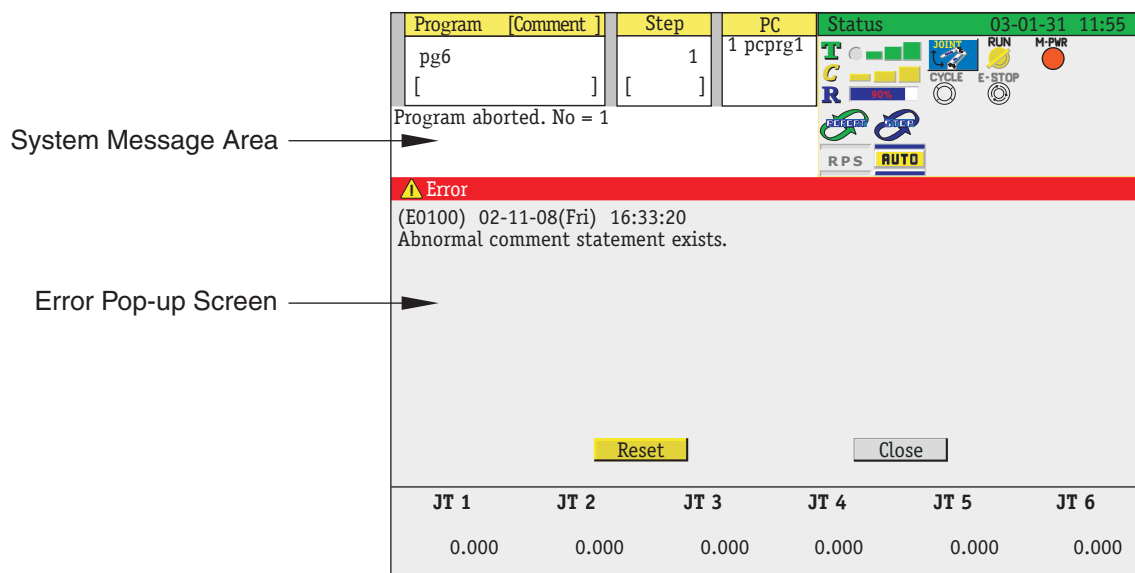 Program [Comment ] Step PC Status 03-01-31 11:55
pg6 1 1 pcprg1
[ ] [ ]
T JOINT RUN M-PWR
C CYCLE E-STOP
R 90%
Program aborted. No = 1
REPEAT STEP
System Message Area
RPS AUTO
Error
(E0100) 02-11-08(Fri) 16:33:20
Abnormal comment statement exists.
Error Pop-up Screen
Reset Close
JT 1 JT 2 JT 3 JT 4 JT 5 JT 6
0.000 0.000 0.000 0.000 0.000 0.000